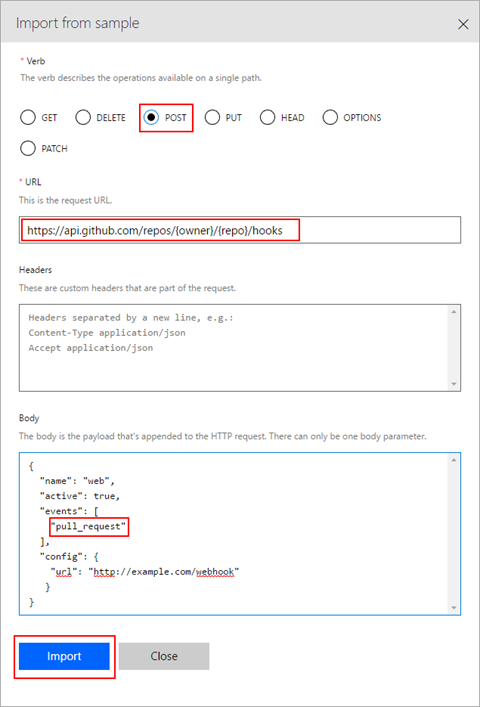 Import from sample
* Verb
The verb describes the operations available on a single path.
GET DELETE POST PUT HEAD OPTIONS
PATCH
* URL
This is the request URL.
https://api.github.com/repos/{owner}/{repo}/hooks
Headers
These are custom headers that are part of the request.
Headers separated by a new line, e.g.:
Content-Type application/json
Accept application/json
Body
The body is the payload that's appended to the HTTP request. There can only be one body parameter.
{
"name": "web",
"active": true,
"events": [
"pull_request"
],
"config": {
"url": "http://example.com/webhook"
}
}
Import Close